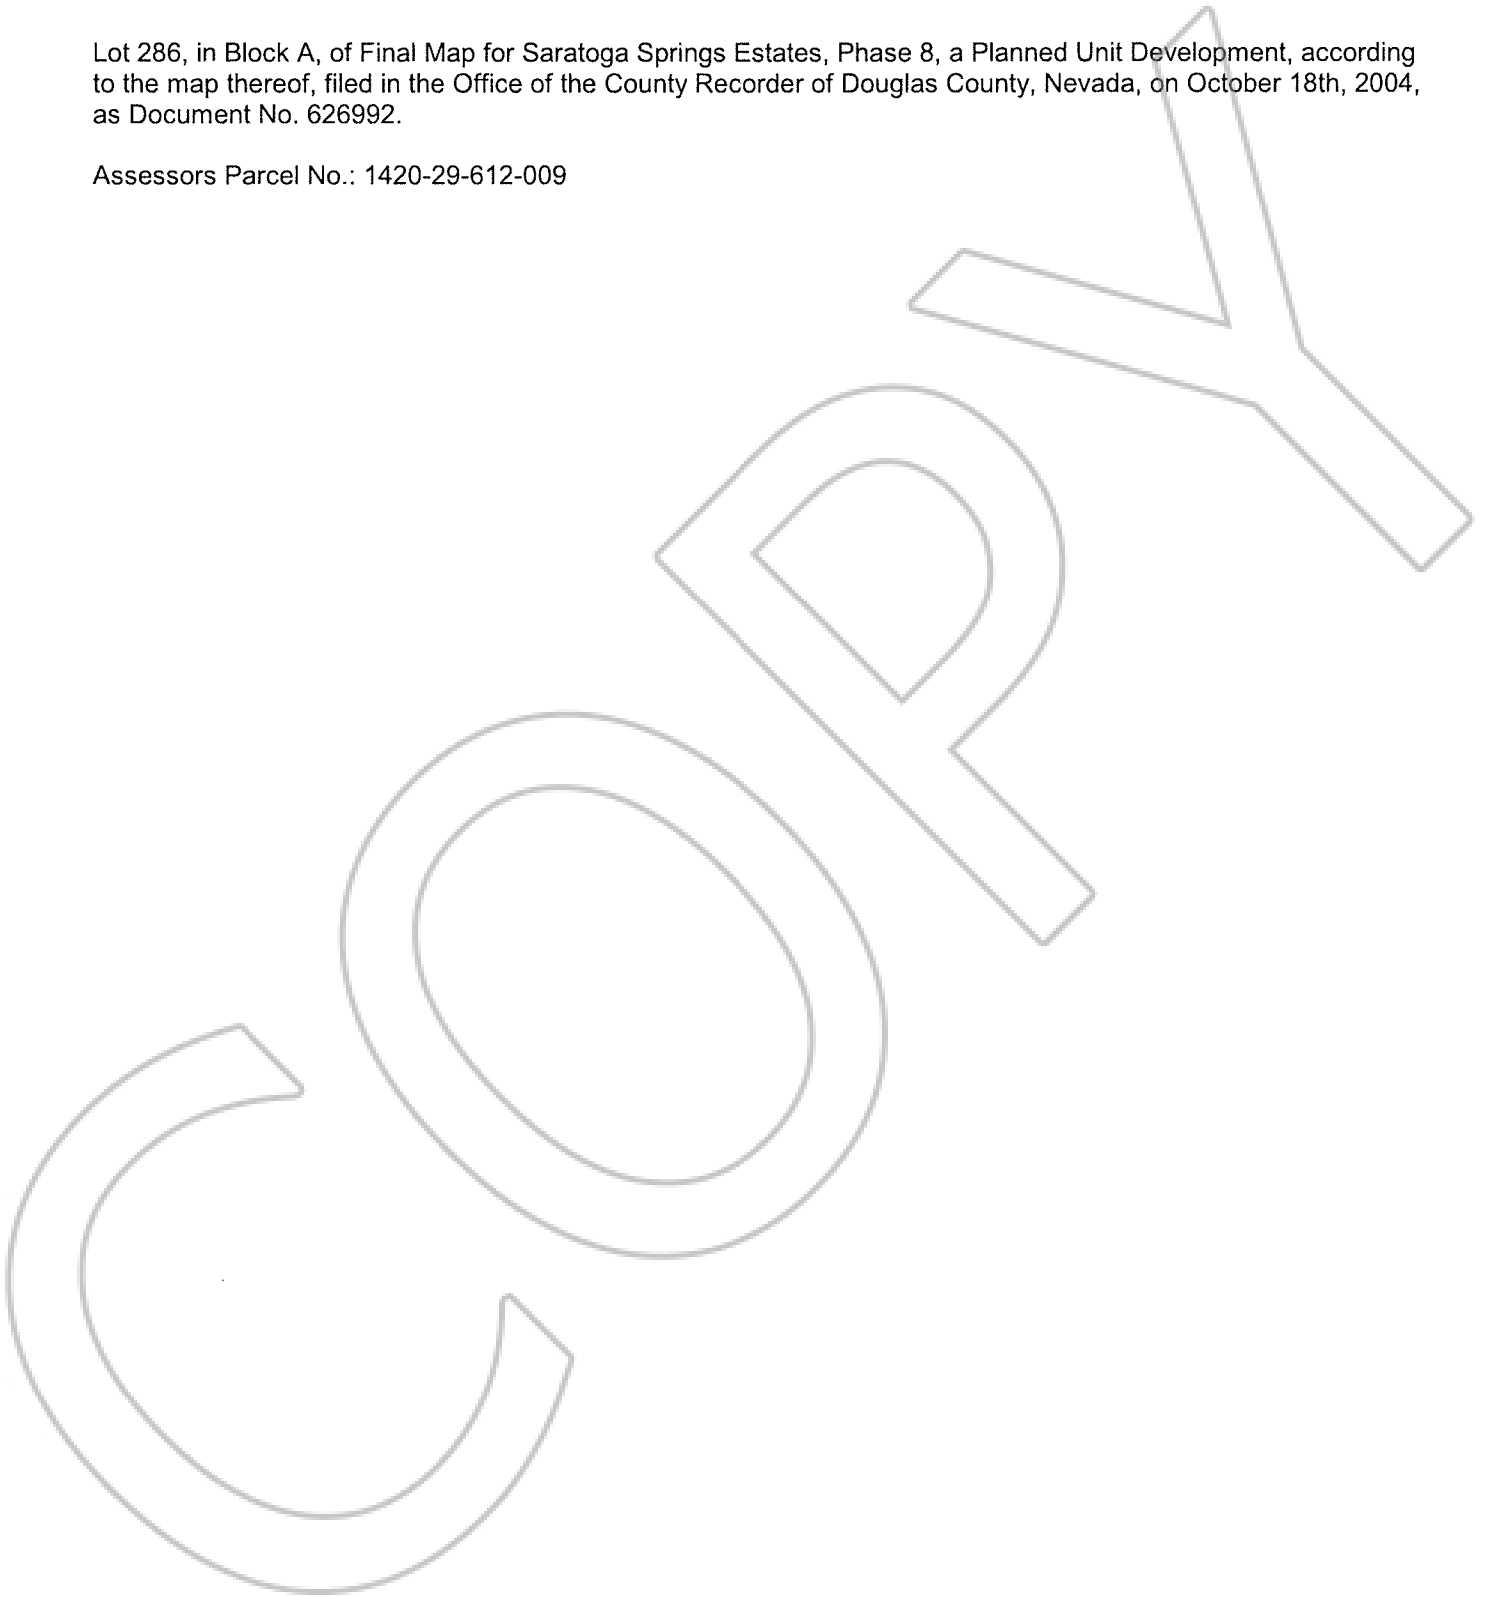 Lot 286, in Block A, of Final Map for Saratoga Springs Estates, Phase 8, a Planned Unit Development, according
to the map thereof, filed in the Office of the County Recorder of Douglas County, Nevada, on October 18th, 2004,
as Document No. 626992.
Assessors Parcel No.: 1420-29-612-009
COPY